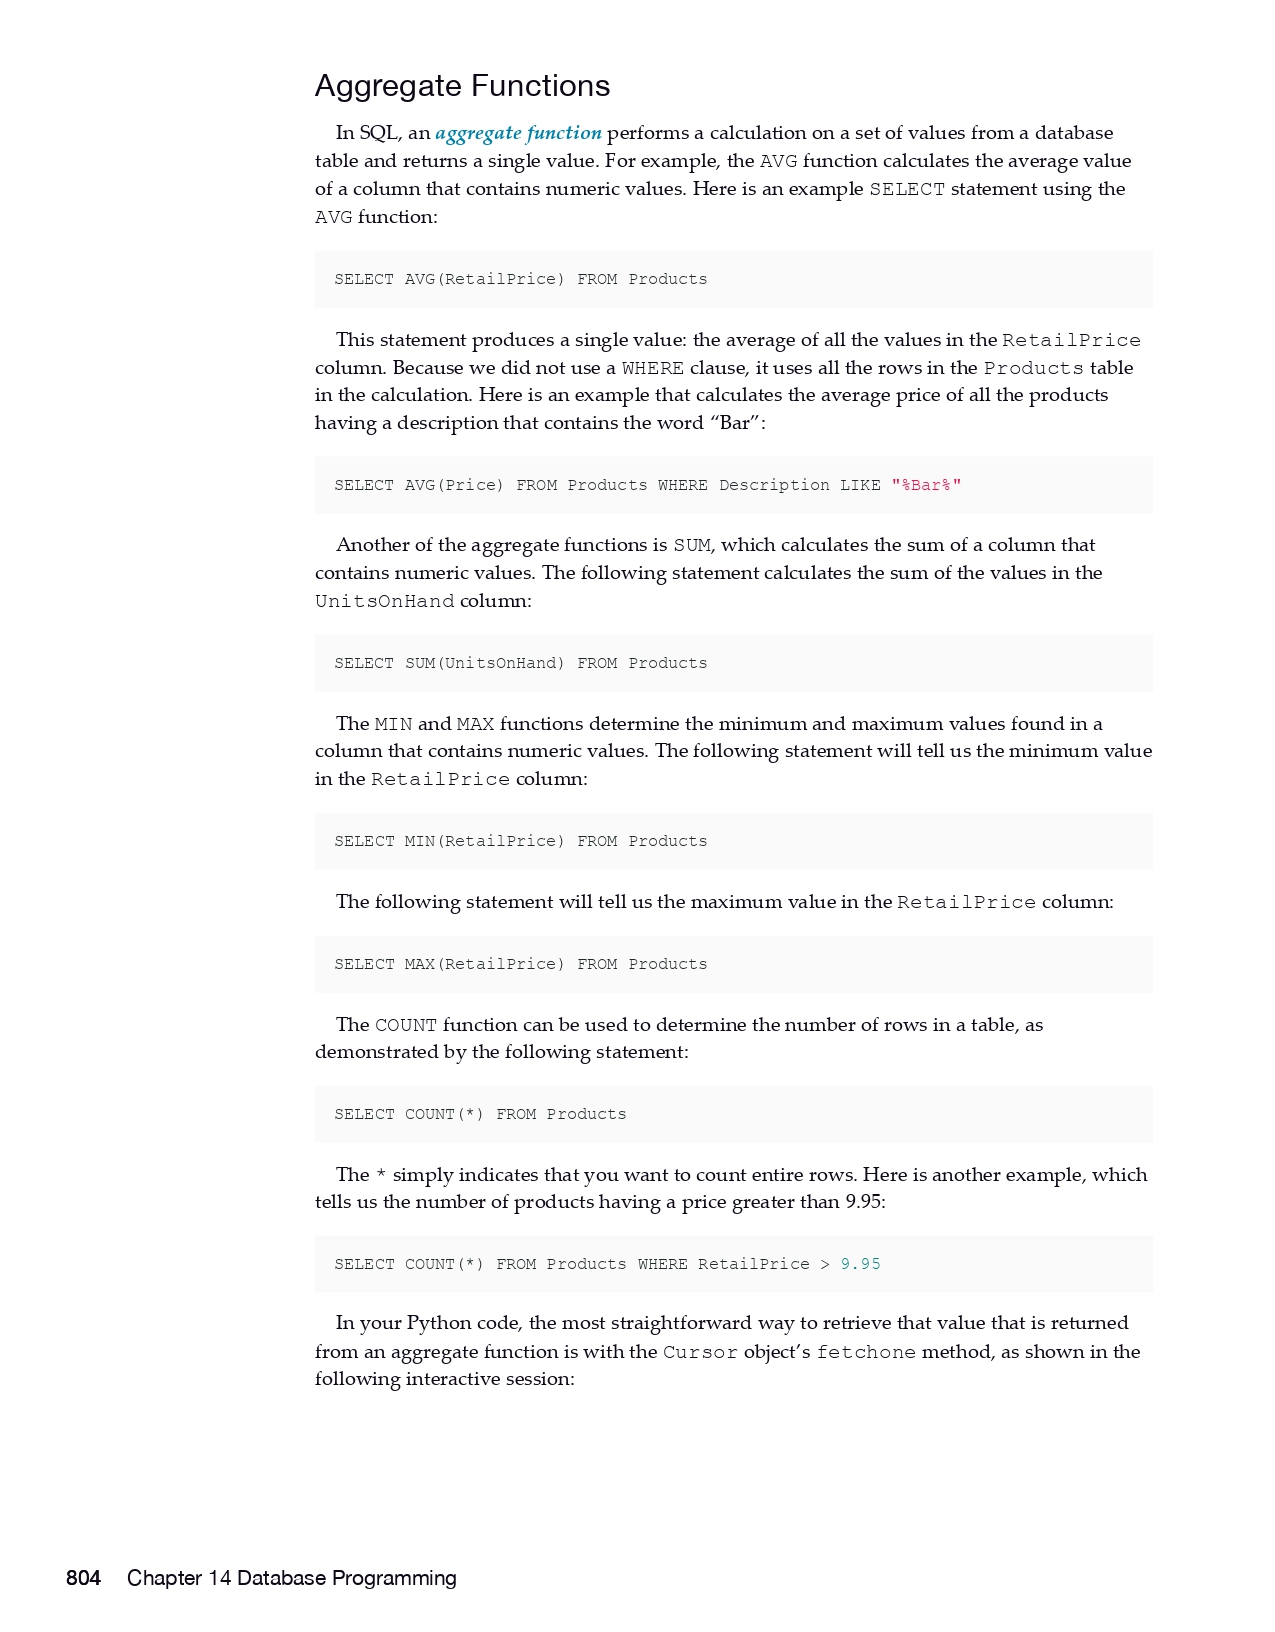 Aggregate Functions
In SQL, an aggregate function performs a calculation on a set of values from a database
table and returns a single value. For example, the AVG function calculates the average value
of a column that contains numeric values. Here is an example SELECT statement using the
AVG function:
SELECT AVG(RetailPrice) FROM Products
This statement produces a single value: the average of all the values in the RetailPrice
column. Because we did not use a WHERE clause, it uses all the rows in the Products table
in the calculation. Here is an example that calculates the average price of all the products
having a description that contains the word “Bar”:
SELECT AVG(Price) FROM Products WHERE Description LIKE "%Bar%"
Another of the aggregate functions is SUM, which calculates the sum of a column that
contains numeric values. The following statement calculates the sum of the values in the
UnitsOnHand column:
SELECT SUM(UnitsOnHand) FROM Products
The MIN and MAX functions determine the minimum and maximum values found in a
column that contains numeric values. The following statement will tell us the minimum value
in the RetailPrice column:
SELECT MIN(RetailPrice) FROM Products
The following statement will tell us the maximum value in the RetailPrice column:
SELECT MAX(RetailPrice) FROM Products
The COUNT function can be used to determine the number of rows in a table, as
demonstrated by the following statement:
SELECT COUNT(*) FROM Products
The * simply indicates that you want to count entire rows. Here is another example, which
tells us the number of products having a price greater than 9.95:
SELECT COUNT(*) FROM Products WHERE RetailPrice > 9.95
In your Python code, the most straightforward way to retrieve that value that is returned
from an aggregate function is with the Cursor object’s fetchone method, as shown in the
following interactive session:
804 Chapter 14 Database Programming